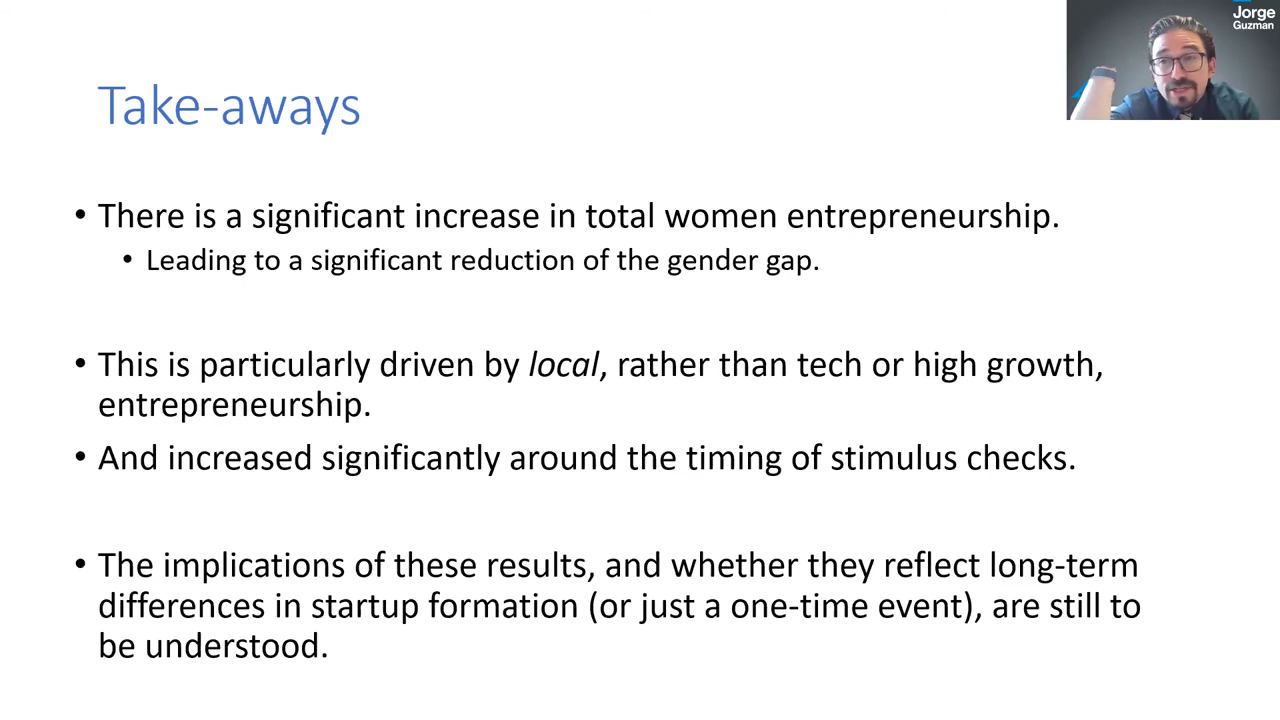 Jorge
Guzman
Take-aways
• There is a significant increase in total women entrepreneurship.
• Leading to a significant reduction of the gender gap.
• This is particularly driven by local, rather than tech or high growth,
entrepreneurship.
• And increased significantly around the timing of stimulus checks.
• The implications of these results, and whether they reflect long-term
differences in startup formation (or just a one-time event), are still to
be understood.